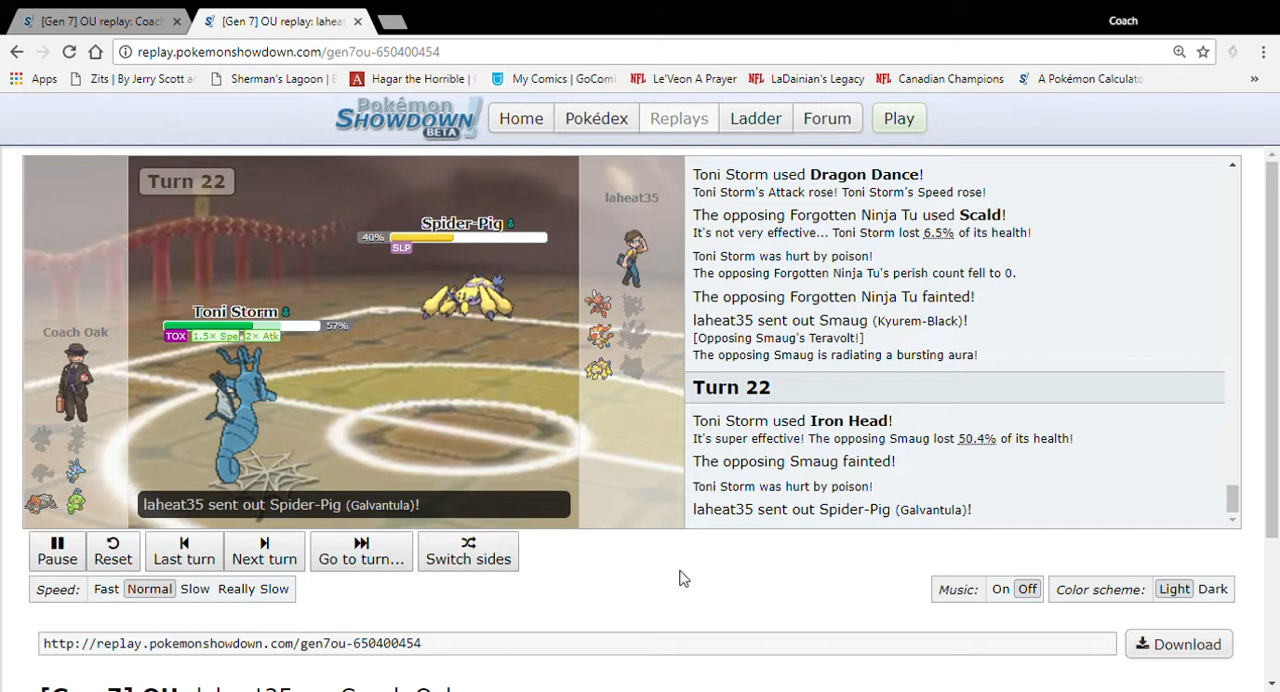 [Gen 7] OU replay: Coac
[Gen 7] OU replay: lahea
Coach
replay.pokemonshowdown.com/gen7ou-650400454
Apps
Zits | By Jerry Scott a
Sherman's Lagoon |
Hagar the Horrible |
My Comics | GoComi
Le'Veon A Prayer
LaDainian's Legacy
Canadian Champions
A Pokémon Calculato
»
Pokémon
SHOWDOWN!
BETA
Home
Pokédex
Replays
Ladder
Forum
Play
Turn 22
Spider-Pig
40%
SLP
Toni Storm
57%
TOX
1.5× Spe
2× Atk
Coach Oak
laheat35
laheat35 sent out Spider-Pig (Galvantula)!
Toni Storm used Dragon Dance!
Toni Storm's Attack rose! Toni Storm's Speed rose!
The opposing Forgotten Ninja Tu used Scald!
It's not very effective... Toni Storm lost 6.5% of its health!
Toni Storm was hurt by poison!
The opposing Forgotten Ninja Tu's perish count fell to 0.
The opposing Forgotten Ninja Tu fainted!
laheat35 sent out Smaug (Kyurem-Black)!
[Opposing Smaug's Teravolt!]
The opposing Smaug is radiating a bursting aura!
Turn 22
Toni Storm used Iron Head!
It's super effective! The opposing Smaug lost 50.4% of its health!
The opposing Smaug fainted!
Toni Storm was hurt by poison!
laheat35 sent out Spider-Pig (Galvantula)!
Pause
Reset
Last turn
Next turn
Go to turn...
Switch sides
Speed: Fast Normal Slow Really Slow
Music: On Off
Color scheme: Light Dark
http://replay.pokemonshowdown.com/gen7ou-650400454
Download
[Gen 7] OU laheat35 vs Coach Oak